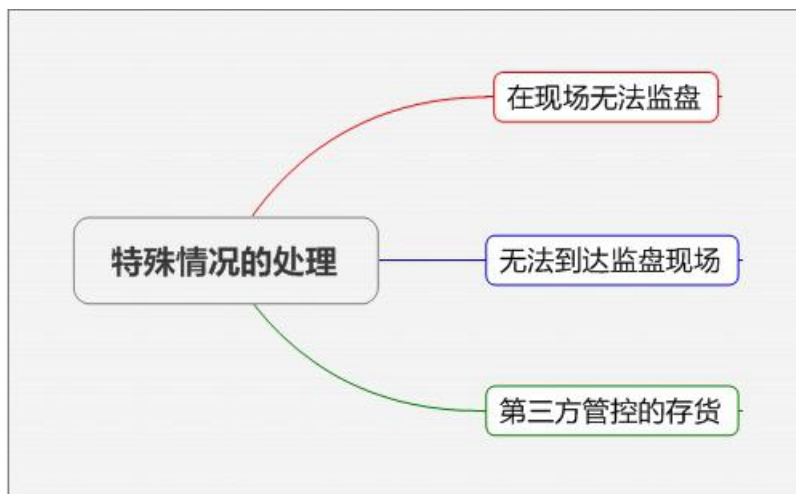 在现场无法监盘
特殊情况的处理
无法到达监盘现场
第三方管控的存货